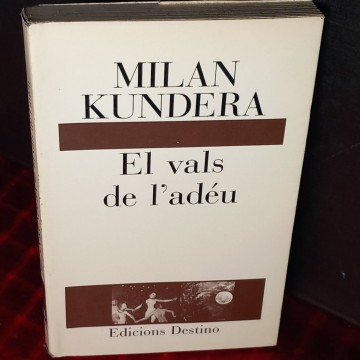 MILAN
KUNDERA
El vals
de l'adéu
Edicions Destino